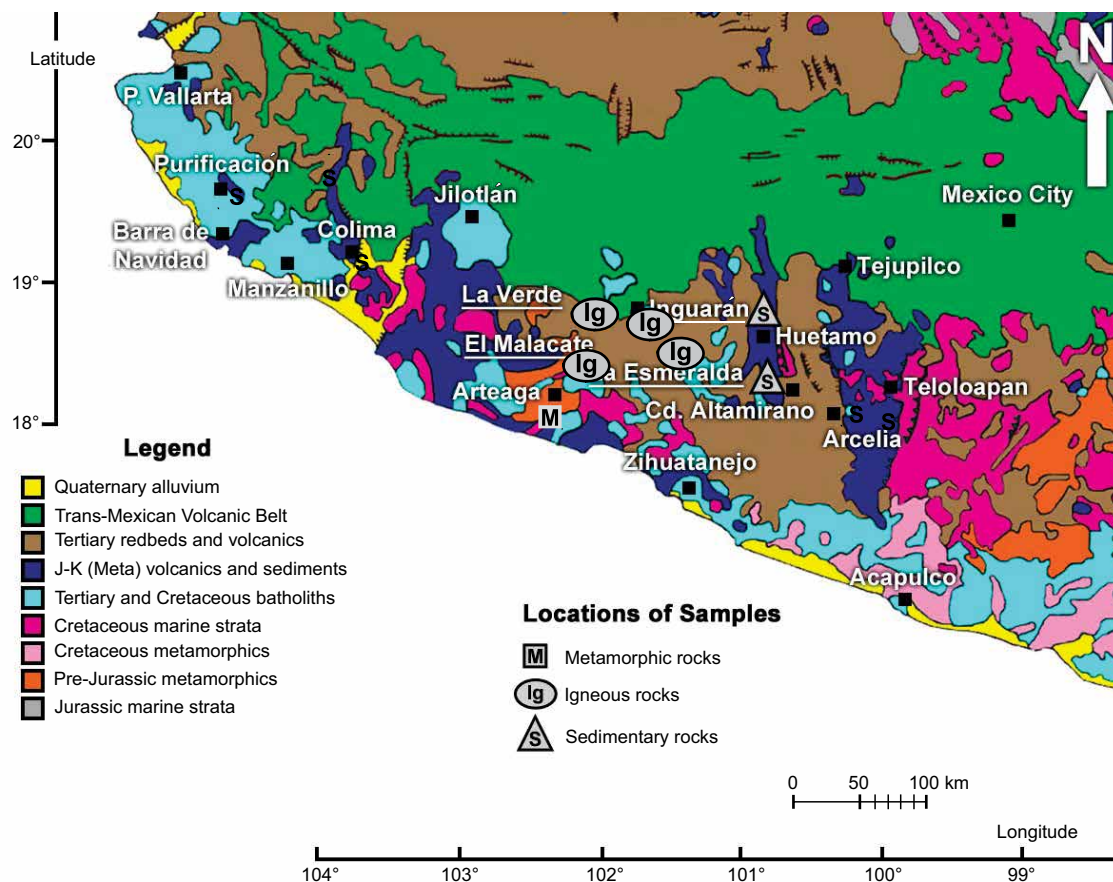 Latitude
N
P. Vallarta
20°
Purificación
S
S
Jilotlán
Mexico City
Barra de
Navidad
Colima
S
Manzanillo
19°
Tejupilco
La Verde
Ig
Inguarán
Ig
S
Huetamo
El Malacate
Ig
Ig
La Esmeralda
S
Arteaga
M
Cd. Altamirano
Teloloapan
S
S
Arcelia
18°
Zihuatanejo
Acapulco
Legend
Quaternary alluvium
Trans-Mexican Volcanic Belt
Tertiary redbeds and volcanics
J-K (Meta) volcanics and sediments
Tertiary and Cretaceous batholiths
Cretaceous marine strata
Cretaceous metamorphics
Pre-Jurassic metamorphics
Jurassic marine strata
Locations of Samples
M Metamorphic rocks
Ig Igneous rocks
S Sedimentary rocks
0 50 100 km
Longitude
104° 103° 102° 101° 100° 99°